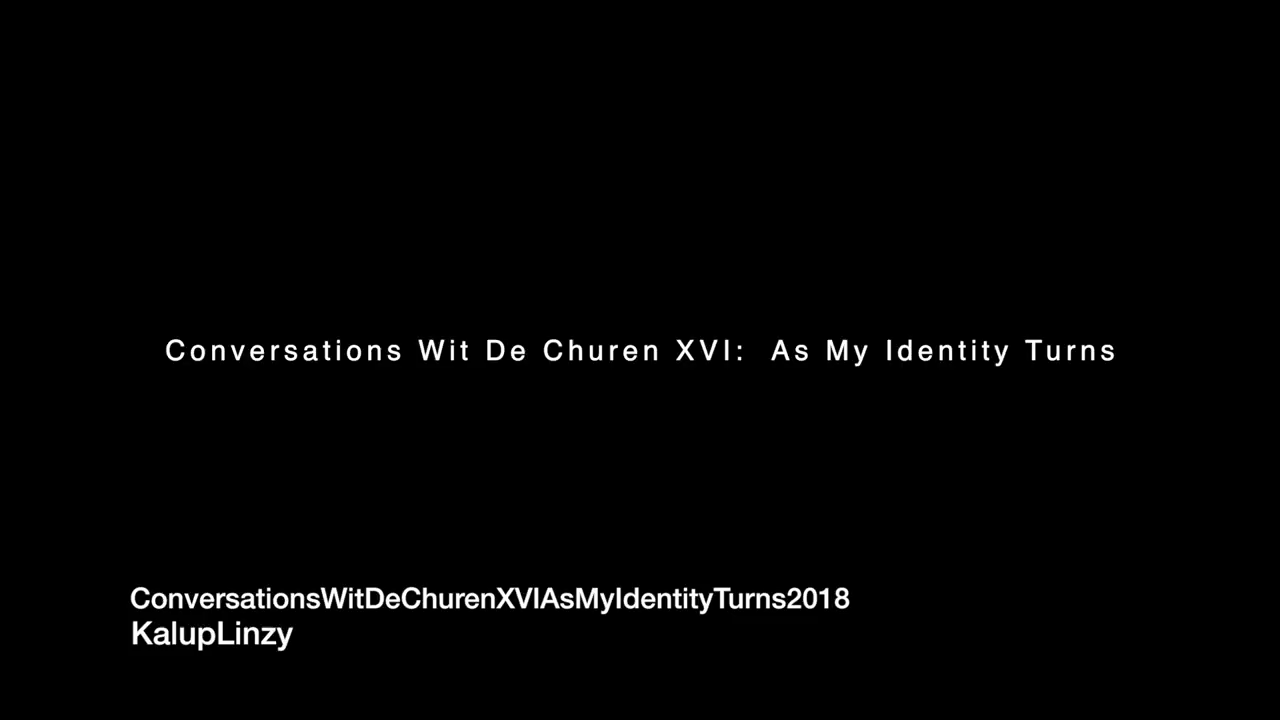 Conversations Wit De Churen XVI:  As My Identity Turns
ConversationsWitDeChurenXVIAsMyIdentityTurns2018
KalupLinzy